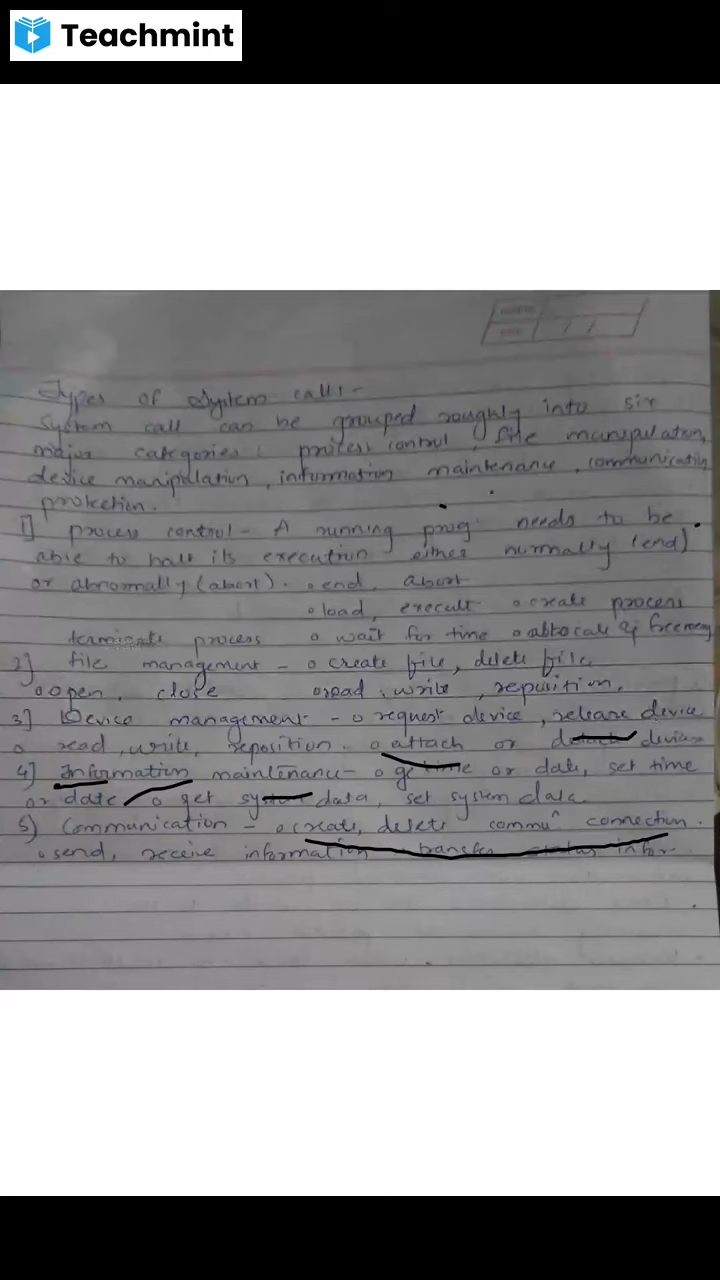 Teachmint
Types of System calls-
System call can be grouped roughly into six
major categories: process control, file manipulation,
device manipulation, information maintenance, communication
protection.
1] process control - A running prog needs to be
able to halt its execution either normally (end)
or abnormally (abort). o end, abort
o load, execute o create process
terminate process o wait for time o allocate & free
2] file management - o create file, delete file
o open, close o read, write, reposition.
3] Device management - o request device, release device
o read, write, reposition. o attach or detach device
4] Information maintenance - o get time or date, set time
or date o get system data, set system data
5) Communication - o create, delete commuⁿ connection.
o send, receive information transfer status infor.